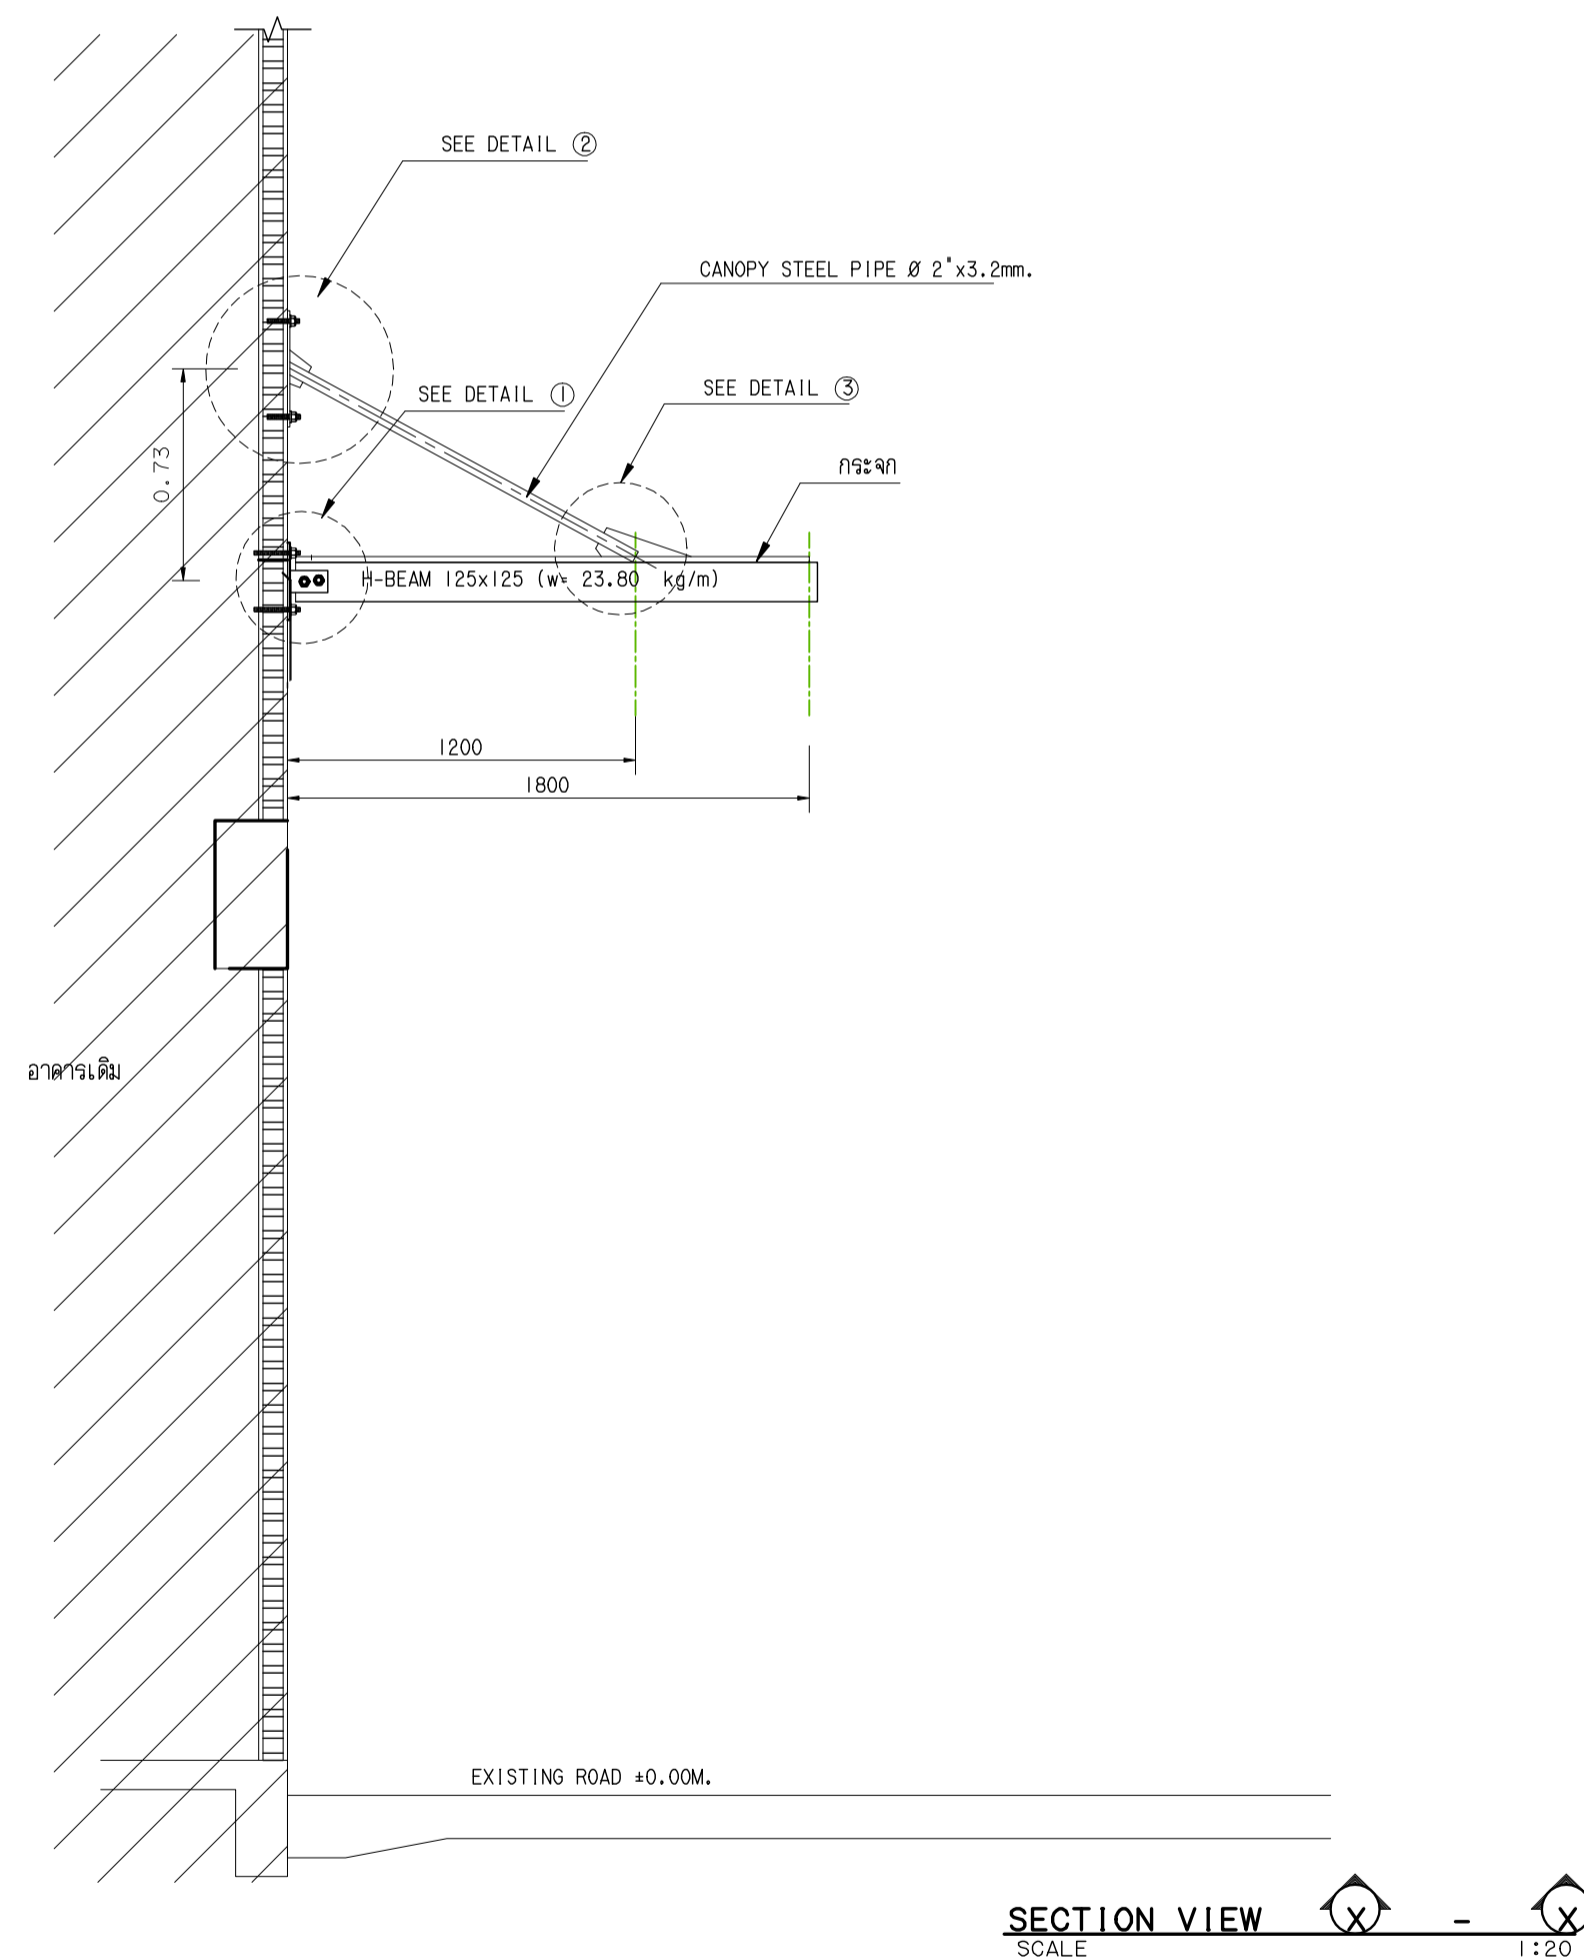 SEE DETAIL ②
CANOPY STEEL PIPE Ø 2"x3.2mm.
SEE DETAIL ①
SEE DETAIL ③
กระจก
0.73
H-BEAM 125x125 (w= 23.80 kg/m)
1200
1800
อาคารเดิม
EXISTING ROAD ±0.00M.
SECTION VIEW X - X
SCALE 1:20